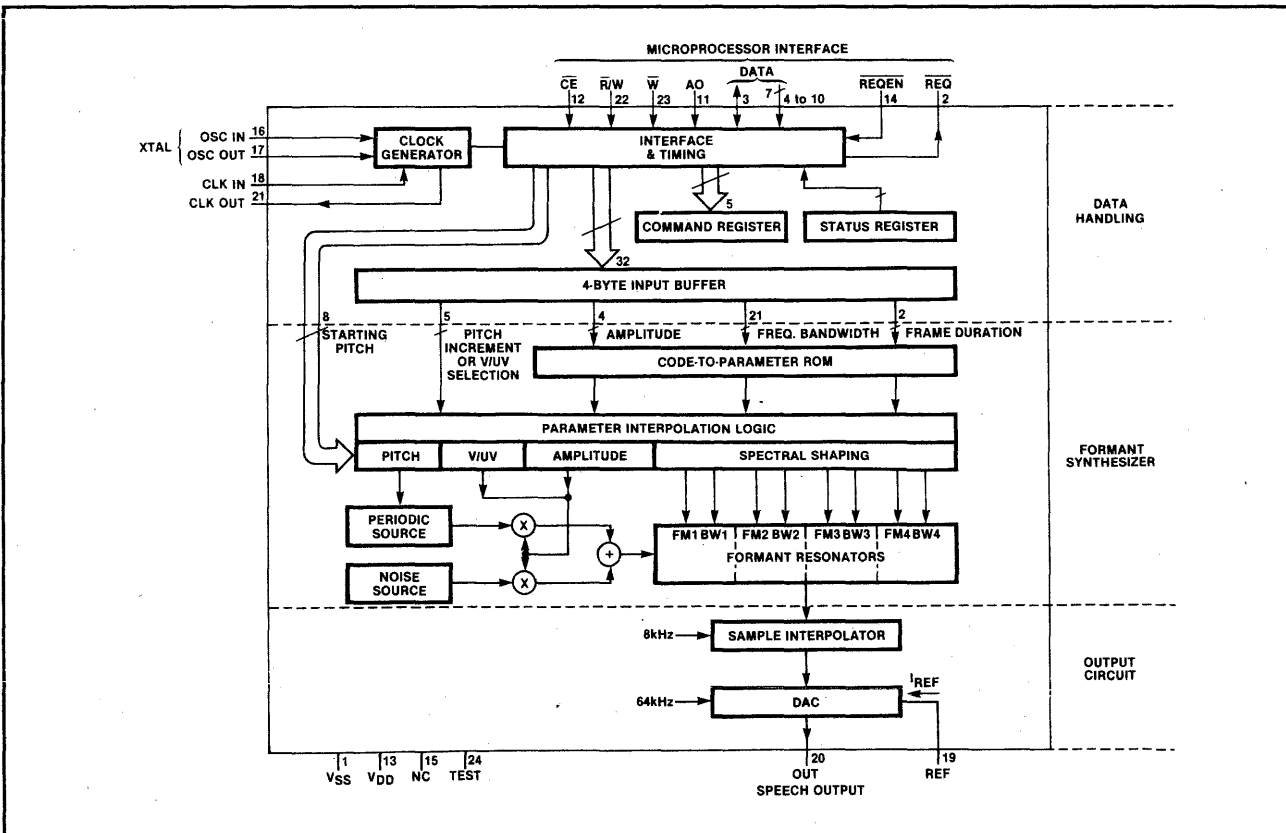 MICROPROCESSOR INTERFACE
DATA
CE R/W W AO REQEN REQ
12 22 23 11 3 7 4 to 10 14 2
XTAL { OSC IN 16
OSC OUT 17
CLK IN 18
CLK OUT 21
CLOCK GENERATOR
INTERFACE & TIMING
5
COMMAND REGISTER
STATUS REGISTER
DATA HANDLING
32
4-BYTE INPUT BUFFER
8
STARTING PITCH
5
PITCH INCREMENT OR V/UV SELECTION
4
AMPLITUDE
21
FREQ. BANDWIDTH
2
FRAME DURATION
CODE-TO-PARAMETER ROM
PARAMETER INTERPOLATION LOGIC
PITCH V/UV AMPLITUDE SPECTRAL SHAPING
FORMANT SYNTHESIZER
PERIODIC SOURCE
X
NOISE SOURCE
X
+
FM1 BW1 FM2 BW2 FM3 BW3 FM4 BW4
FORMANT RESONATORS
8kHz
SAMPLE INTERPOLATOR
OUTPUT CIRCUIT
64kHz
DAC
IREF
1 13 15 24 20 19
VSS VDD NC TEST OUT REF
SPEECH OUTPUT